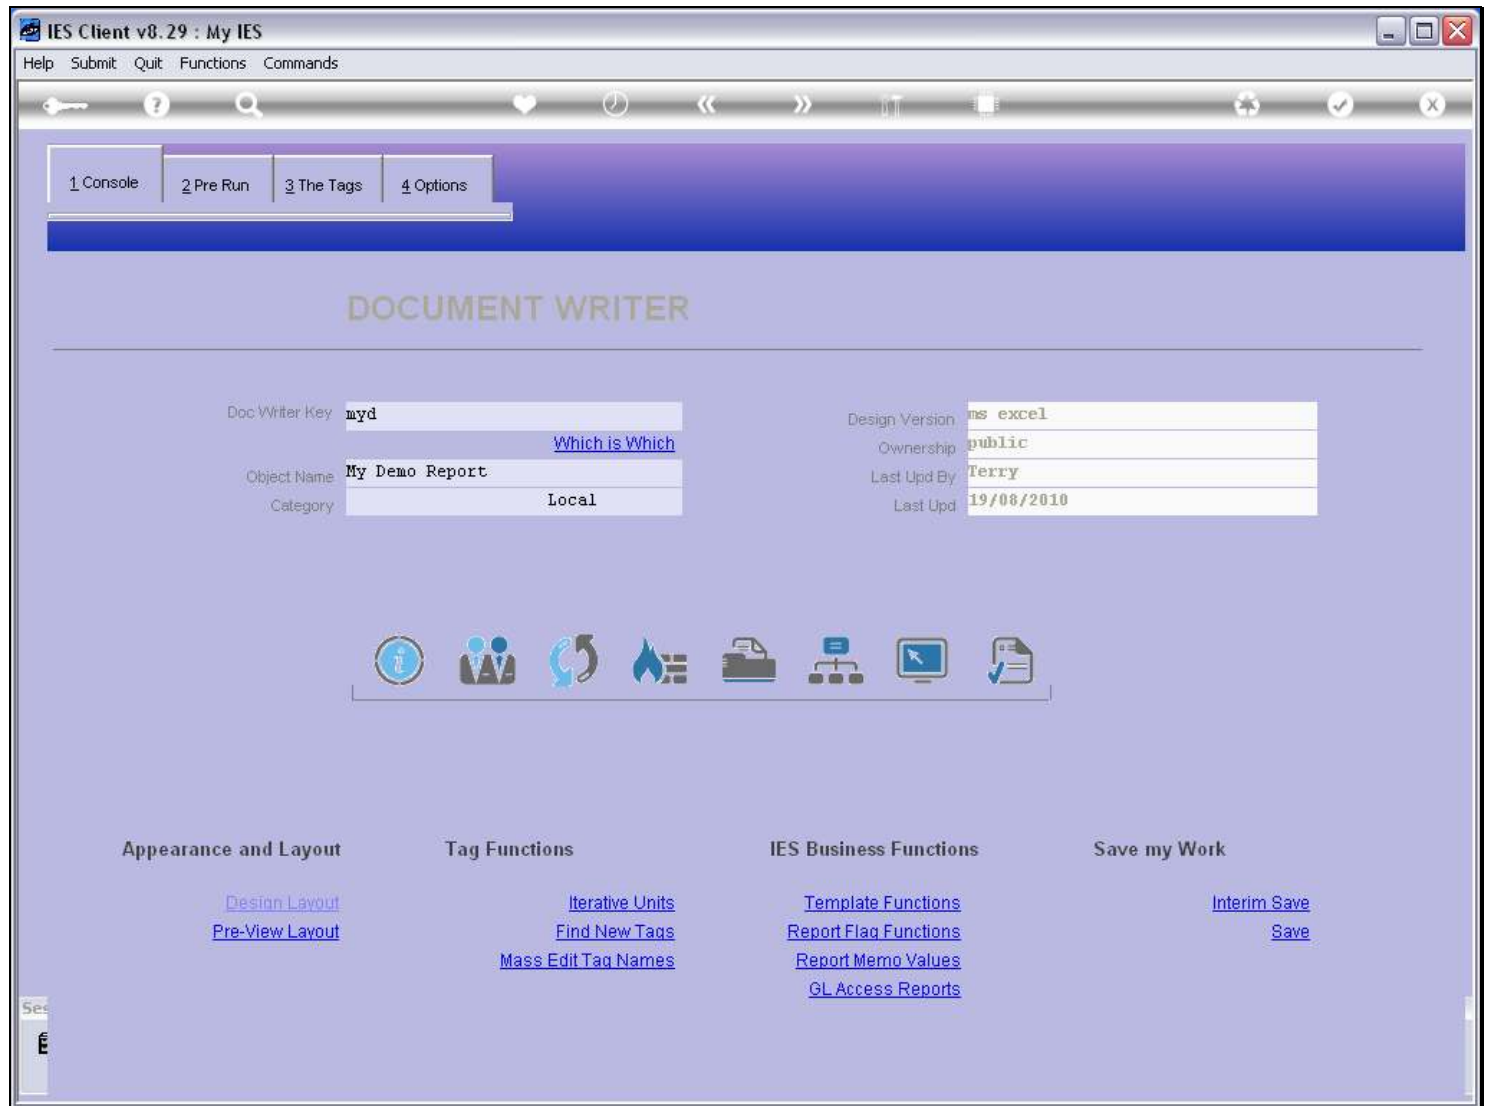 IES Client v8.29 : My IES
Help Submit Quit Functions Commands
1 Console 2 Pre Run 3 The Tags 4 Options
DOCUMENT WRITER
Doc Writer Key myd Design Version ms excel
Which is Which Ownership public
Object Name My Demo Report Last Upd By Terry
Category Local Last Upd 19/08/2010
Appearance and Layout Tag Functions IES Business Functions Save my Work
Design Layout Iterative Units Template Functions Interim Save
Pre-View Layout Find New Tags Report Flag Functions Save
Mass Edit Tag Names Report Memo Values
GL Access Reports
Ses